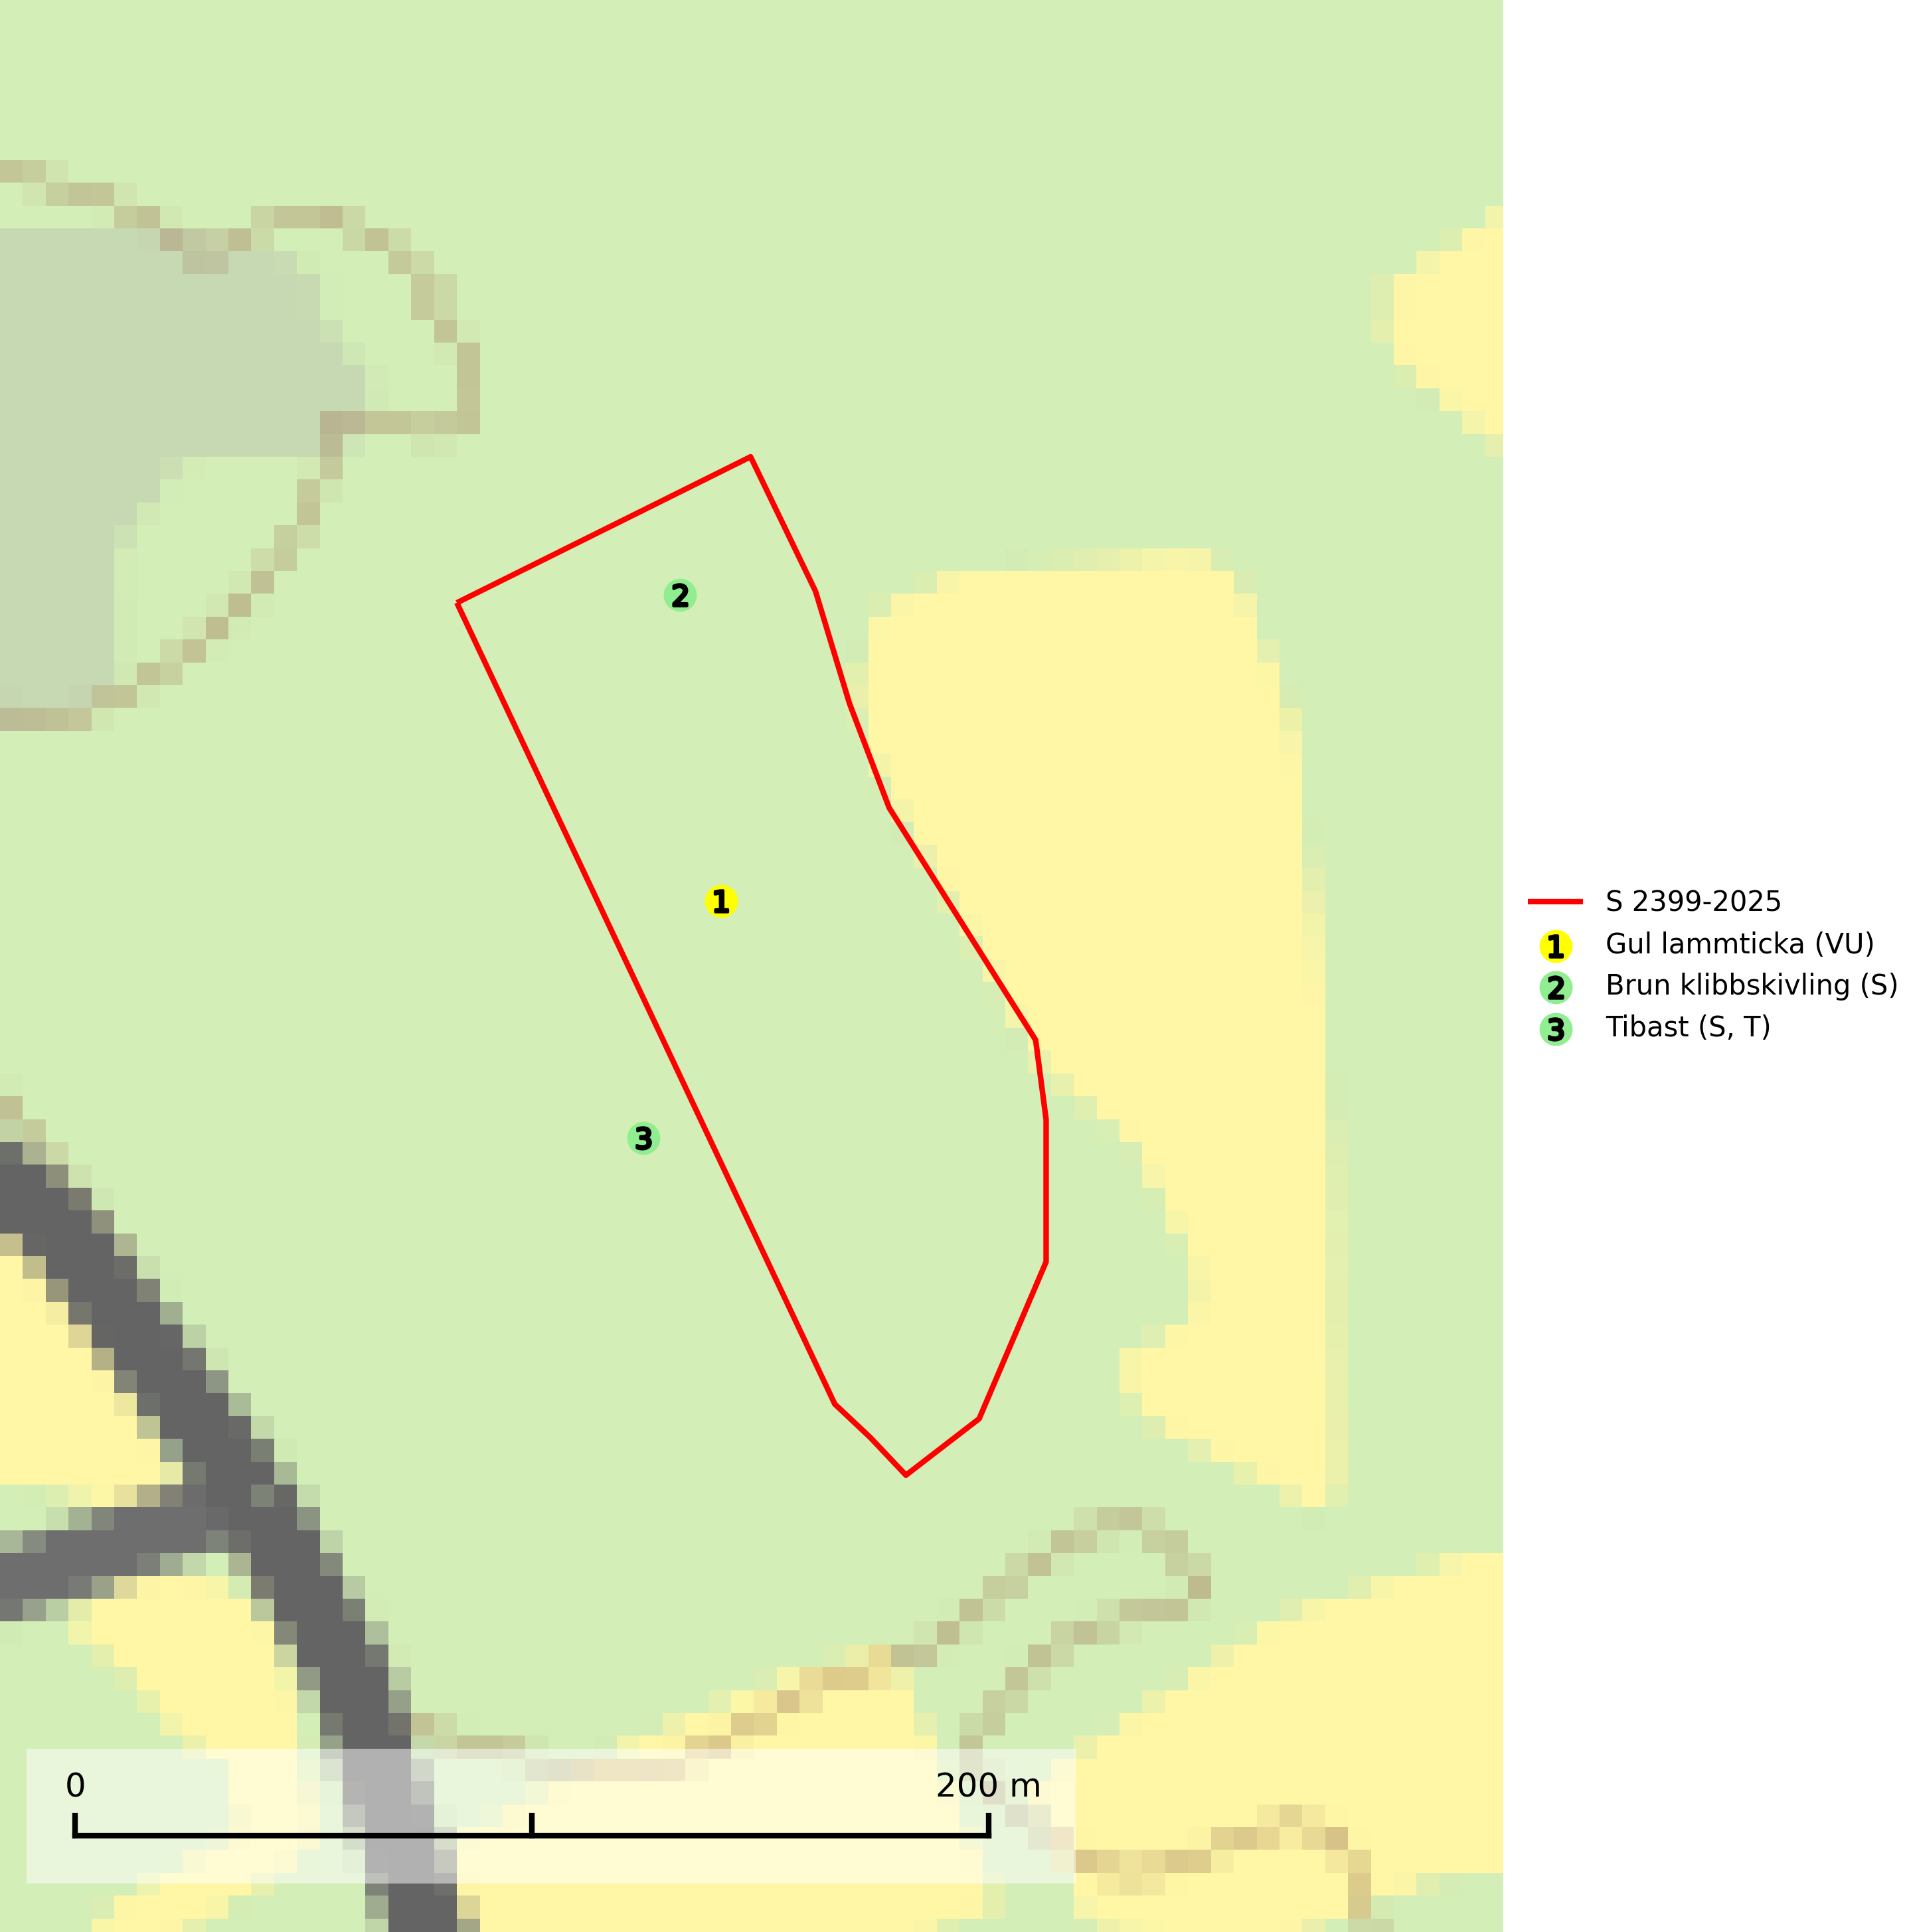 2
1
3
S 2399-2025
1 Gul lammticka (VU)
2 Brun klibbskivling (S)
3 Tibast (S, T)
0 200 m